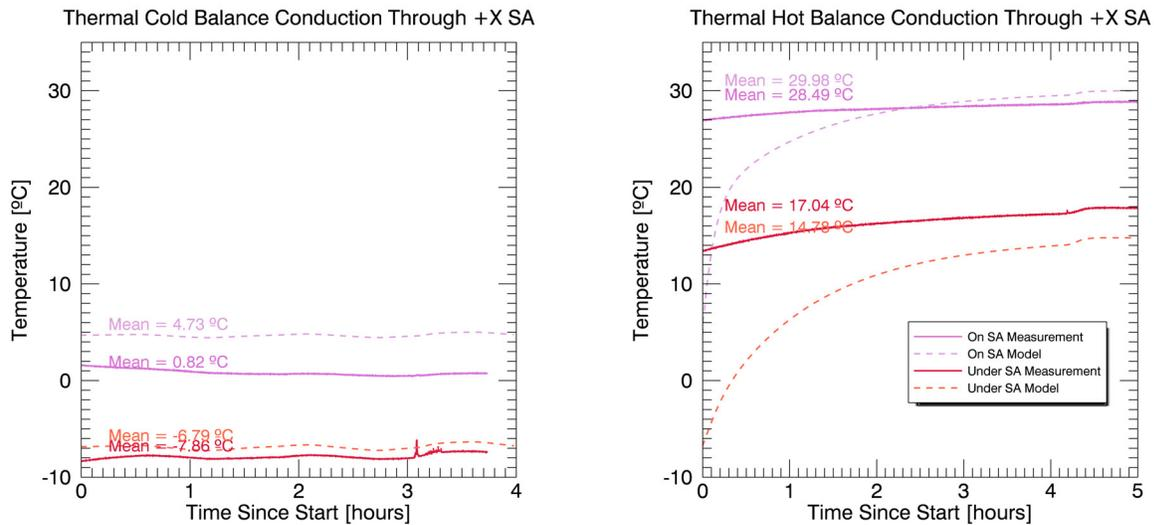 Thermal Cold Balance Conduction Through +X SA
Temperature [ºC]
30
20
10
0
-10
Mean = 4.73 ºC
Mean = 0.82 ºC
Mean = -6.79 ºC
Mean = -7.86 ºC
0 1 2 3 4
Time Since Start [hours]
Thermal Hot Balance Conduction Through +X SA
Temperature [ºC]
30
20
10
0
-10
Mean = 29.98 ºC
Mean = 28.49 ºC
Mean = 17.04 ºC
Mean = 14.78 ºC
On SA Measurement
On SA Model
Under SA Measurement
Under SA Model
0 1 2 3 4 5
Time Since Start [hours]